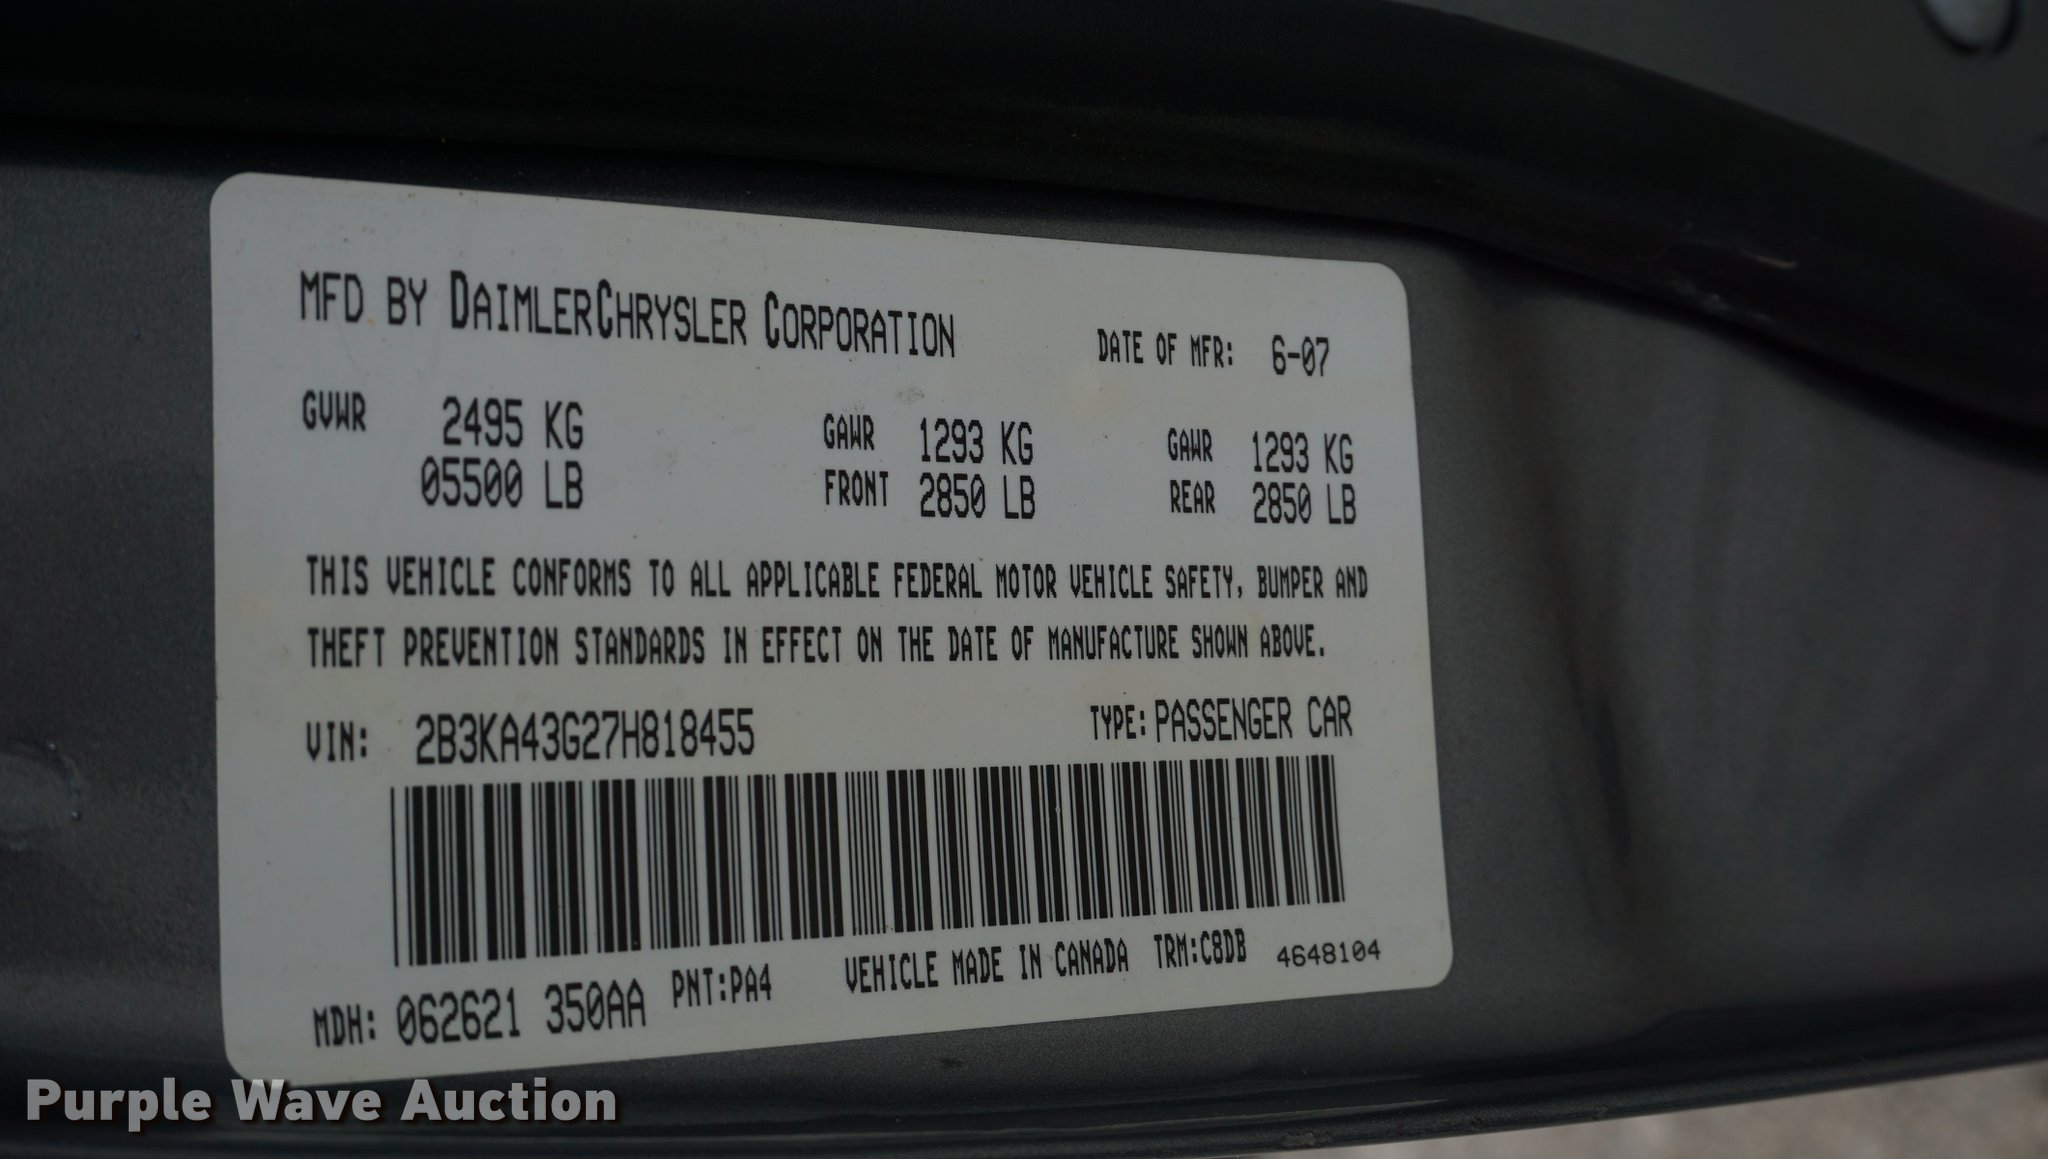 MFD BY DAIMLERCHRYSLER CORPORATION DATE OF MFR: 6-07
GVWR 2495 KG GAWR 1293 KG GAWR 1293 KG
05500 LB FRONT 2850 LB REAR 2850 LB
THIS VEHICLE CONFORMS TO ALL APPLICABLE FEDERAL MOTOR VEHICLE SAFETY, BUMPER AND
THEFT PREVENTION STANDARDS IN EFFECT ON THE DATE OF MANUFACTURE SHOWN ABOVE.
VIN: 2B3KA43G27H818455 TYPE: PASSENGER CAR
MDH: 062621 350AA PNT:PA4 VEHICLE MADE IN CANADA TRM:C8DB 4648104
Purple Wave Auction